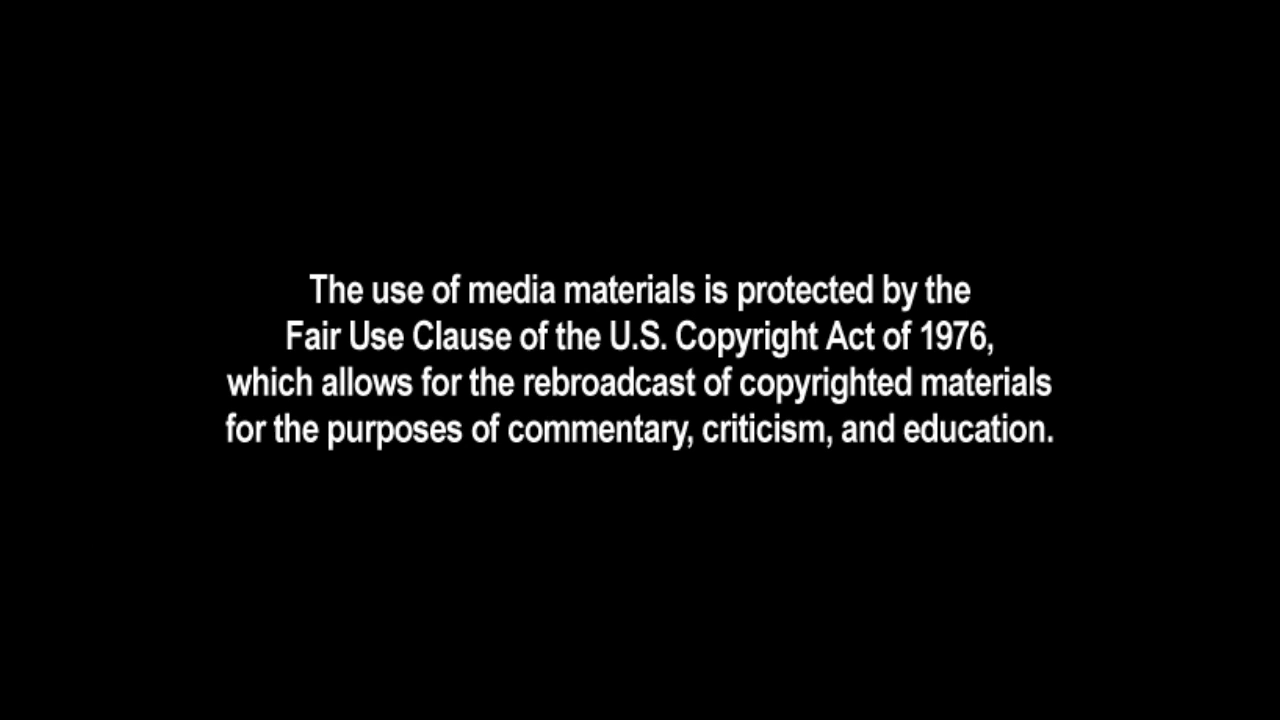 The use of media materials is protected by the
Fair Use Clause of the U.S. Copyright Act of 1976,
which allows for the rebroadcast of copyrighted materials
for the purposes of commentary, criticism, and education.